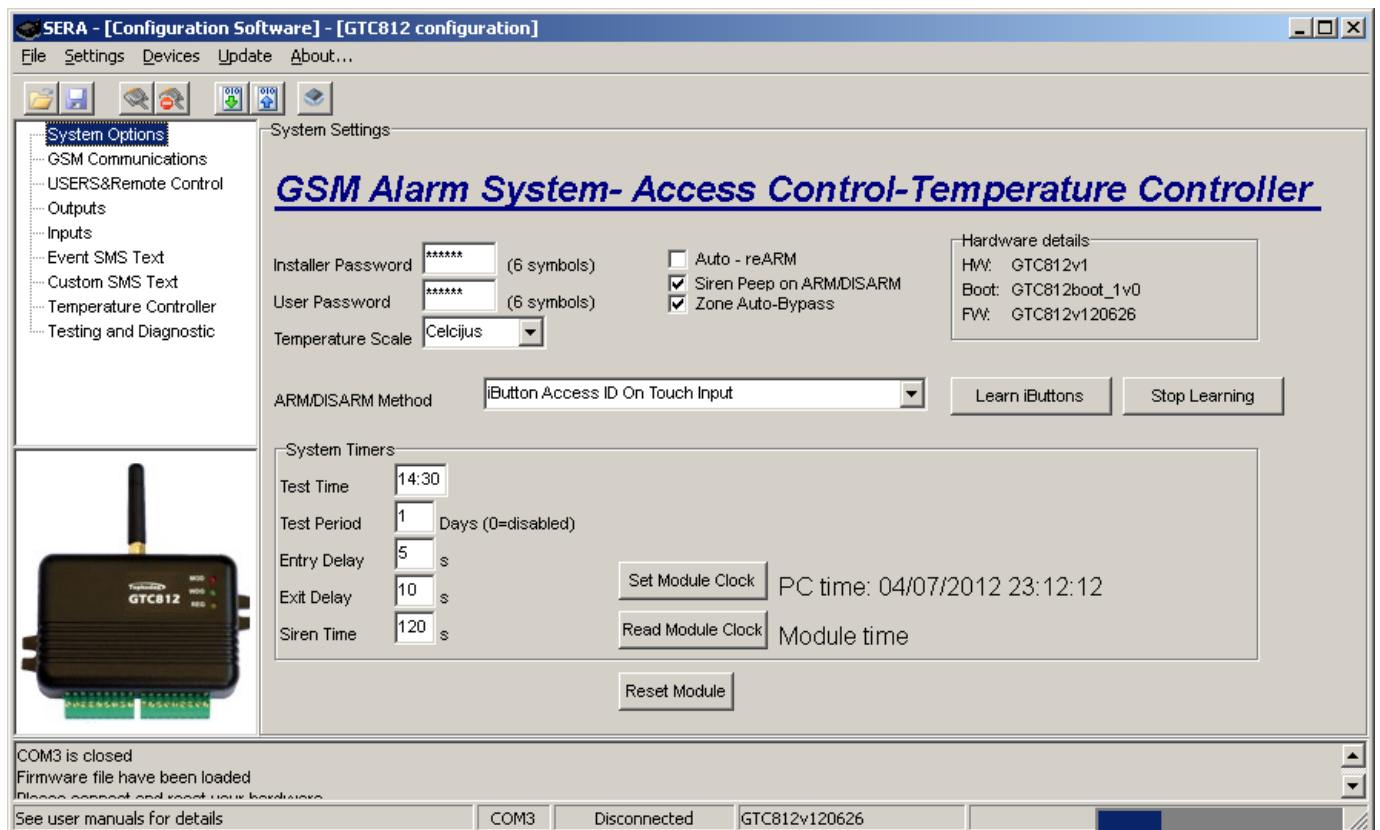 SERA - [Configuration Software] - [GTC812 configuration]
File Settings Devices Update About...
System Options
GSM Communications
USERS&Remote Control
Outputs
Inputs
Event SMS Text
Custom SMS Text
Temperature Controller
Testing and Diagnostic
System Settings
GSM Alarm System- Access Control-Temperature Controller
Installer Password ****** (6 symbols)
User Password ****** (6 symbols)
Temperature Scale Celcijus
Auto - reARM
Siren Peep on ARM/DISARM
Zone Auto-Bypass
Hardware details
HW: GTC812v1
Boot: GTC812boot_1v0
FW: GTC812v120626
ARM/DISARM Method iButton Access ID On Touch Input Learn iButtons Stop Learning
System Timers
Test Time 14:30
Test Period 1 Days (0=disabled)
Entry Delay 5 s
Exit Delay 10 s
Siren Time 120 s
Set Module Clock PC time: 04/07/2012 23:12:12
Read Module Clock Module time
Reset Module
GTC812
COM3 is closed
Firmware file have been loaded
Please connect and reset your hardware
See user manuals for details COM3 Disconnected GTC812v120626